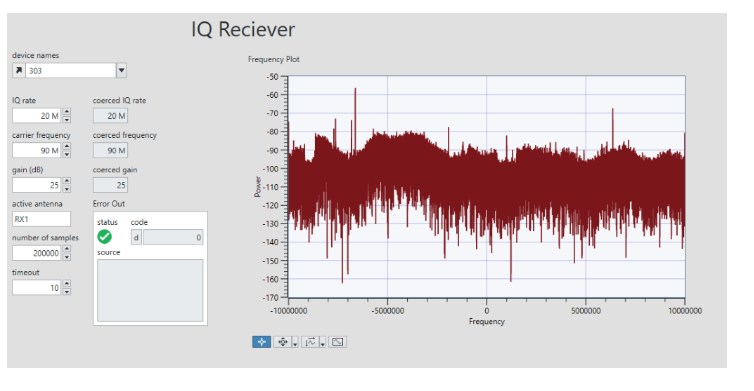 IQ Reciever
device names
303
IQ rate
coerced IQ rate
20 M
20 M
carrier frequency
coerced frequency
90 M
90 M
gain (dB)
coerced gain
25
25
active antenna
Error Out
RX1
status
code
d
0
number of samples
200000
source
timeout
10
Frequency Plot
Power
-50
-60
-70
-80
-90
-100
-110
-120
-130
-140
-150
-160
-170
-10000000
-5000000
0
5000000
10000000
Frequency